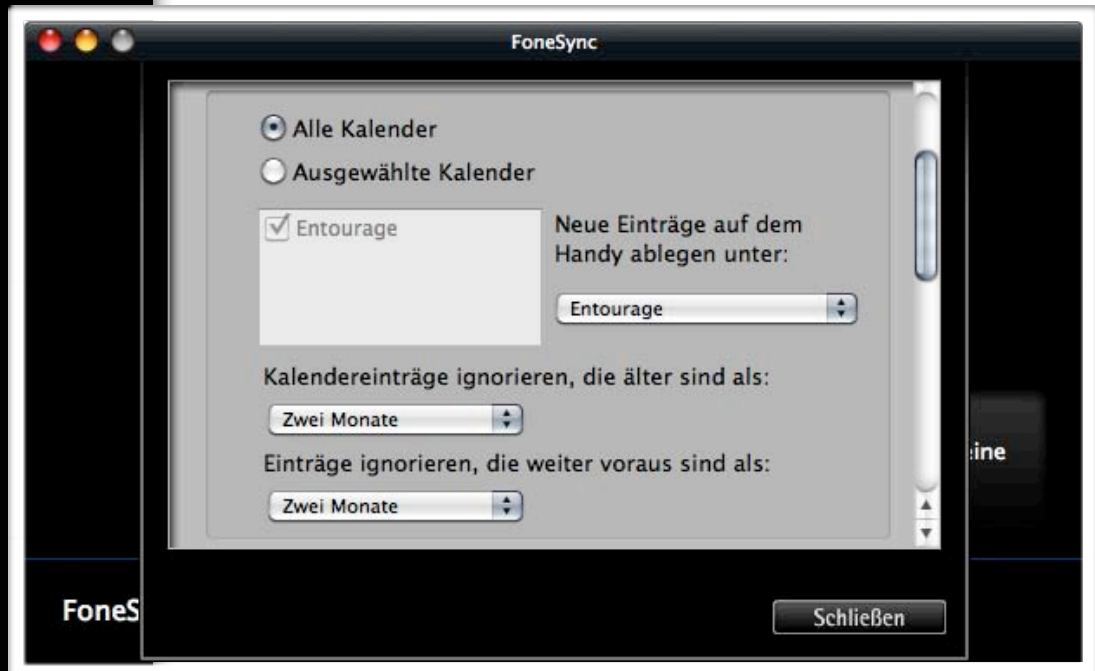 FoneSync
Alle Kalender
Ausgewählte Kalender
Entourage
Neue Einträge auf dem
Handy ablegen unter:
Entourage
Kalendereinträge ignorieren, die älter sind als:
Zwei Monate
Einträge ignorieren, die weiter voraus sind als:
Zwei Monate
eine
FoneS
Schließen